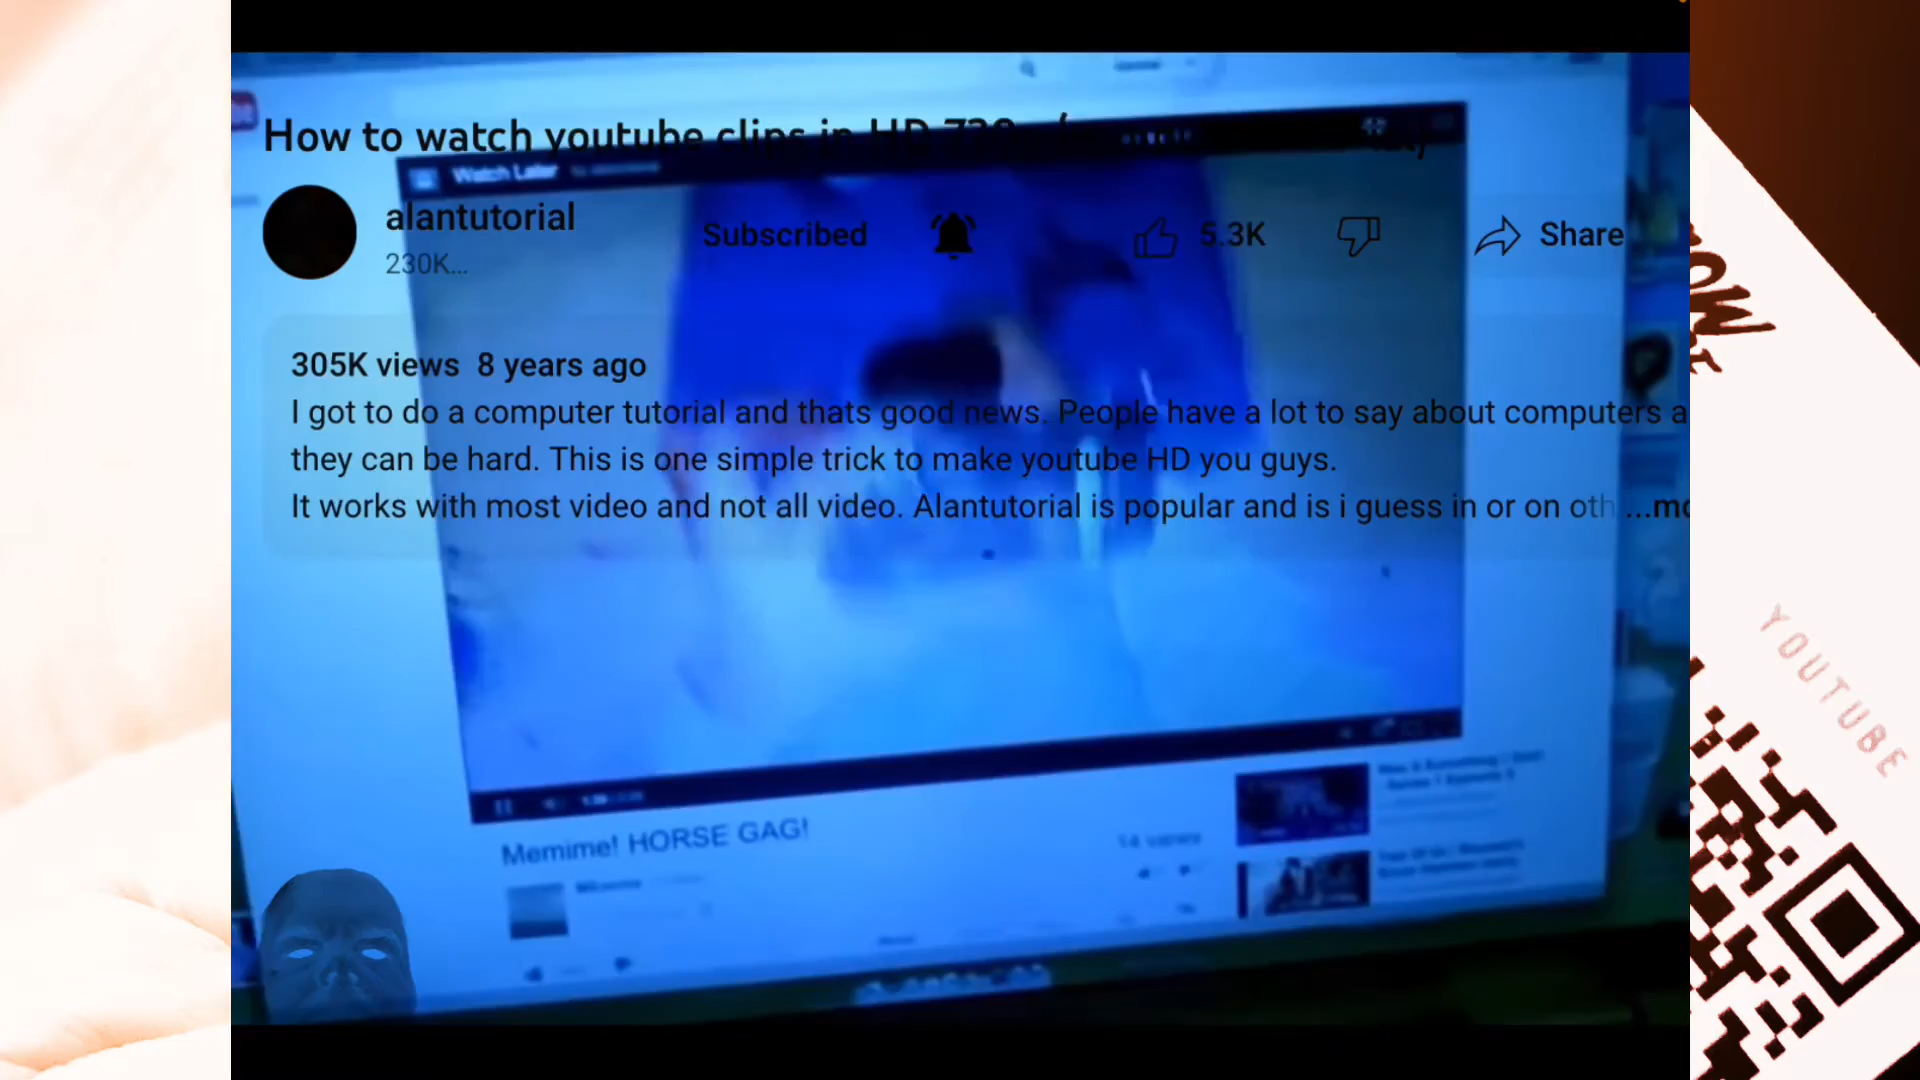 How to watch youtube clips in HD
Watch Later
alantutorial
230K...
Subscribed
5.3K
Share
305K views 8 years ago
I got to do a computer tutorial and thats good news. People have a lot to say about computers a
they can be hard. This is one simple trick to make youtube HD you guys.
It works with most video and not all video. Alantutorial is popular and is i guess in or on oth ...mo
Memime! HORSE GAG!
14 views
YOUTUBE